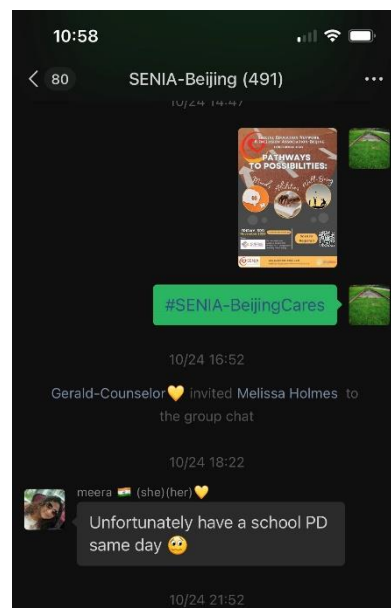 10:58
80
SENIA-Beijing (491)
10/24 14:47
PATHWAYS
TO POSSIBILITIES:
#SENIA-BeijingCares
10/24 16:52
Gerald-Counselor💛 invited Melissa Holmes to
the group chat
10/24 18:22
meera 🇮🇳 (she)(her)💛
Unfortunately have a school PD
same day 🥺
10/24 21:52